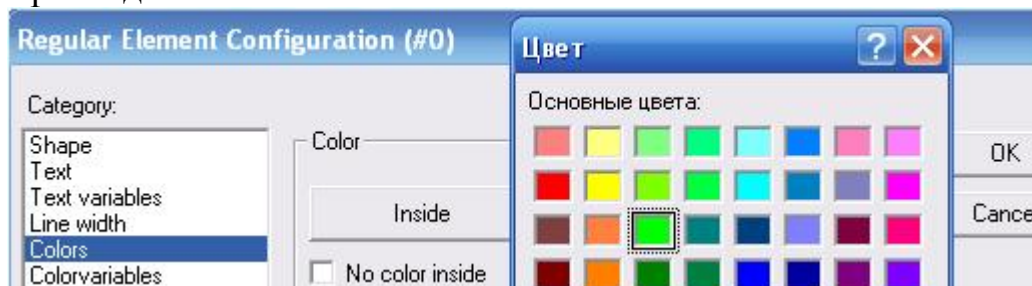 Regular Element Configuration (#0)
Цвет
Category:
Shape
Text
Text variables
Line width
Colors
Colorvariables
Color
Inside
No color inside
Основные цвета:
OK
Cance